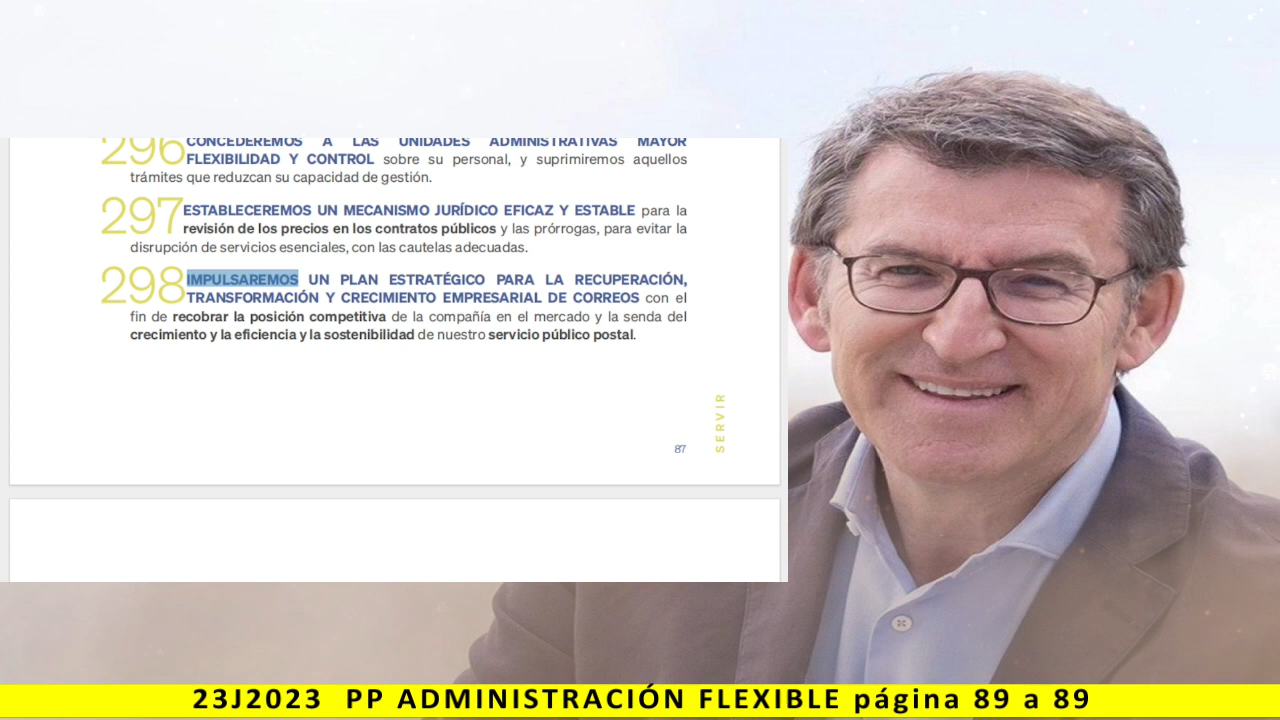 296 CONCEDEREMOS A LAS UNIDADES ADMINISTRATIVAS MAYOR
FLEXIBILIDAD Y CONTROL sobre su personal, y suprimiremos aquellos
trámites que reduzcan su capacidad de gestión.
297 ESTABLECEREMOS UN MECANISMO JURÍDICO EFICAZ Y ESTABLE para la
revisión de los precios en los contratos públicos y las prórrogas, para evitar la
disrupción de servicios esenciales, con las cautelas adecuadas.
298 IMPULSAREMOS UN PLAN ESTRATÉGICO PARA LA RECUPERACIÓN,
TRANSFORMACIÓN Y CRECIMIENTO EMPRESARIAL DE CORREOS con el
fin de recobrar la posición competitiva de la compañía en el mercado y la senda del
crecimiento y la eficiencia y la sostenibilidad de nuestro servicio público postal.
SERVIR
87
23J2023 PP ADMINISTRACIÓN FLEXIBLE página 89 a 89